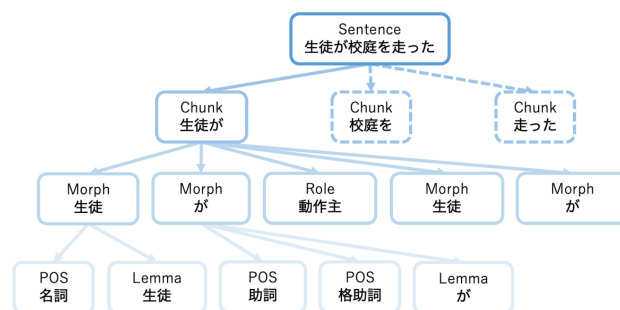 Sentence
生徒が校庭を走った
Chunk
生徒が
Chunk
校庭を
Chunk
走った
Morph
生徒
Morph
が
Role
動作主
Morph
生徒
Morph
が
POS
名詞
Lemma
生徒
POS
助詞
POS
格助詞
Lemma
が